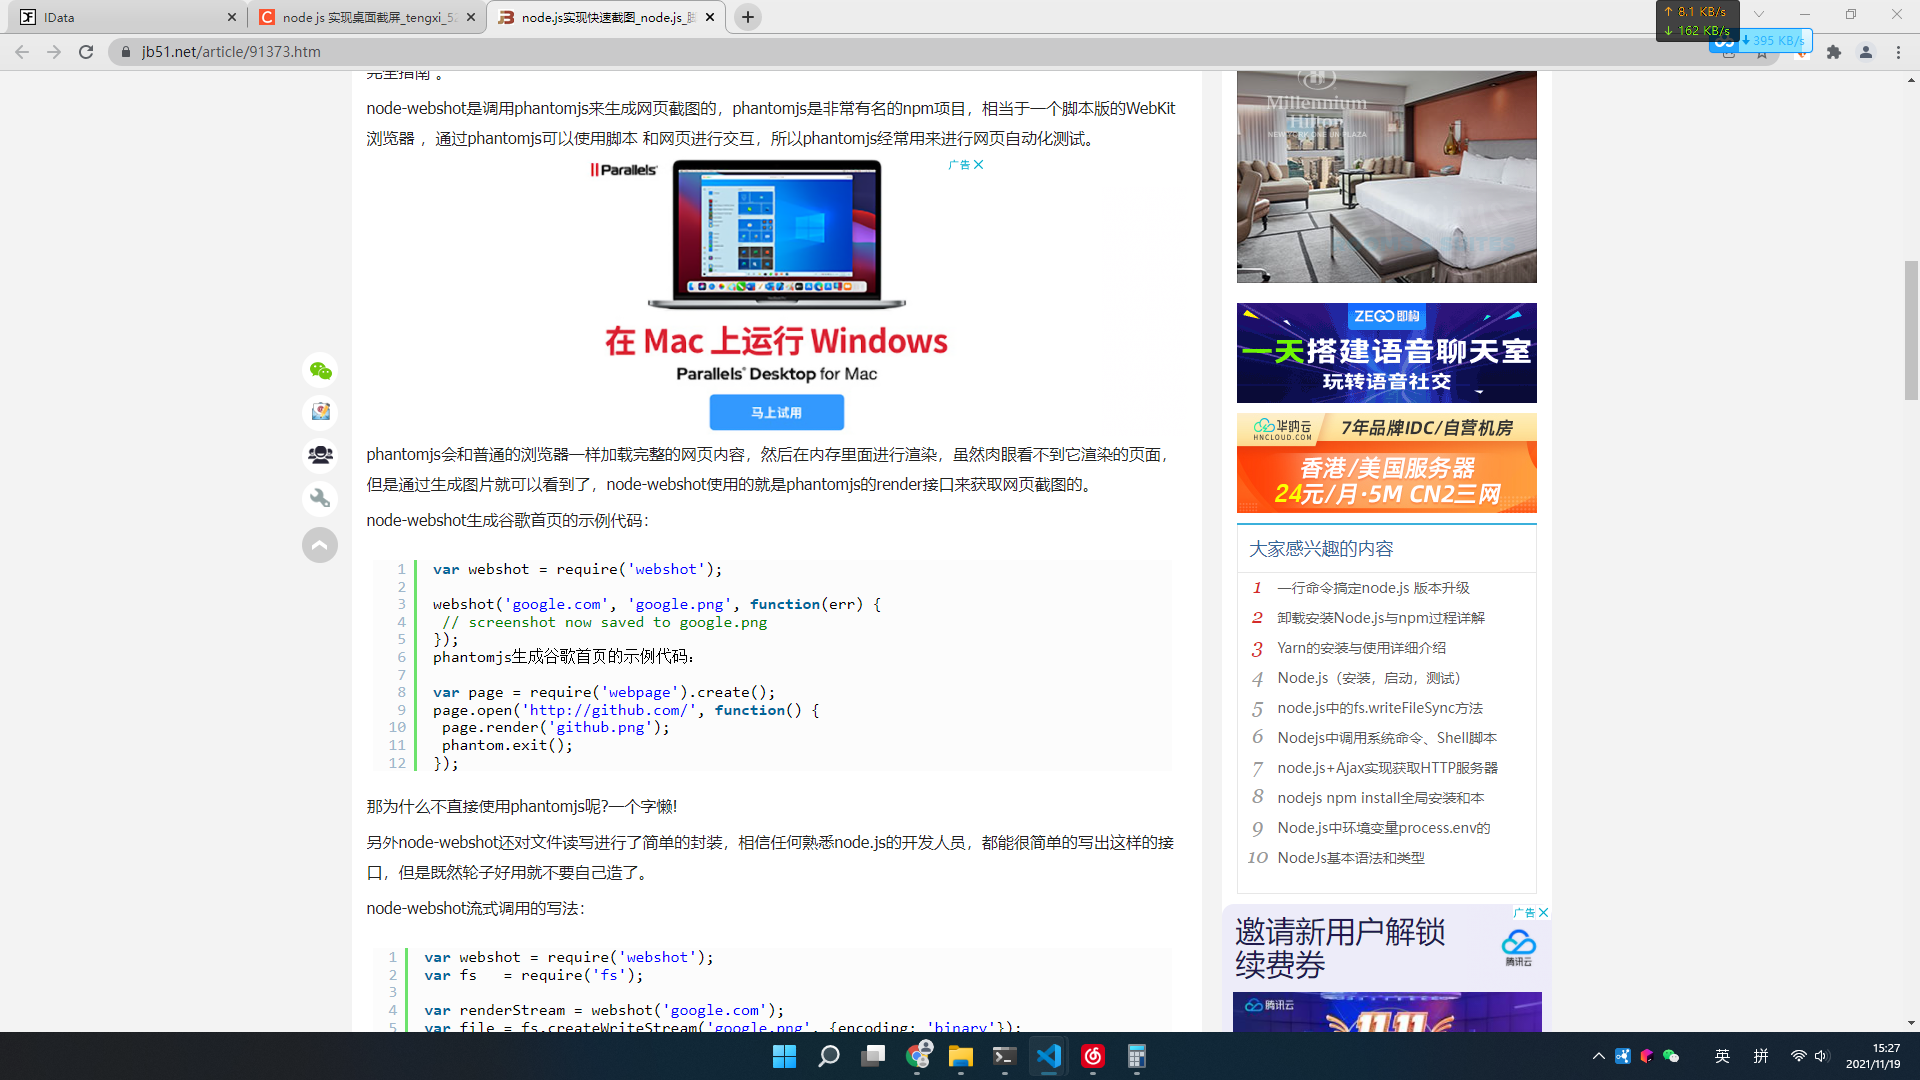 IData
node js 实现桌面截屏_tengxi_5
node.js实现快速截图_node.js_
↑ 8.1 KB/s
↓ 162 KB/s
395 KB/s
jb51.net/article/91373.htm
完全指南 。
node-webshot是调用phantomjs来生成网页截图的，phantomjs是非常有名的npm项目，相当于一个脚本版的WebKit
浏览器 ，通过phantomjs可以使用脚本 和网页进行交互，所以phantomjs经常用来进行网页自动化测试。
Parallels
广告
在 Mac 上运行 Windows
Parallels® Desktop for Mac
马上试用
phantomjs会和普通的浏览器一样加载完整的网页内容，然后在内存里面进行渲染，虽然肉眼看不到它渲染的页面，
但是通过生成图片就可以看到了，node-webshot使用的就是phantomjs的render接口来获取网页截图的。
node-webshot生成谷歌首页的示例代码：
1 var webshot = require('webshot');
2
3 webshot('google.com', 'google.png', function(err) {
4 // screenshot now saved to google.png
5 });
6 phantomjs生成谷歌首页的示例代码：
7
8 var page = require('webpage').create();
9 page.open('http://github.com/', function() {
10 page.render('github.png');
11 phantom.exit();
12 });
那为什么不直接使用phantomjs呢?一个字懒!
另外node-webshot还对文件读写进行了简单的封装，相信任何熟悉node.js的开发人员，都能很简单的写出这样的接
口，但是既然轮子好用就不要自己造了。
node-webshot流式调用的写法：
1 var webshot = require('webshot');
2 var fs = require('fs');
3
4 var renderStream = webshot('google.com');
5 var file = fs.createWriteStream('google.png', {encoding: 'binary'});
Millennium
Hilton
NEW YORK ONE UN PLAZA
ZEGO 即构
一天搭建语音聊天室
玩转语音社交
华纳云
HNCLOUD.COM
7年品牌IDC/自营机房
香港/美国服务器
24元/月·5M CN2三网
大家感兴趣的内容
1 一行命令搞定node.js 版本升级
2 卸载安装Node.js与npm过程详解
3 Yarn的安装与使用详细介绍
4 Node.js（安装，启动，测试）
5 node.js中的fs.writeFileSync方法
6 Nodejs中调用系统命令、Shell脚本
7 node.js+Ajax实现获取HTTP服务器
8 nodejs npm install全局安装和本
9 Node.js中环境变量process.env的
10 NodeJs基本语法和类型
广告
邀请新用户解锁
续费券
腾讯云
腾讯云
11.11
英
拼
15:27
2021/11/19